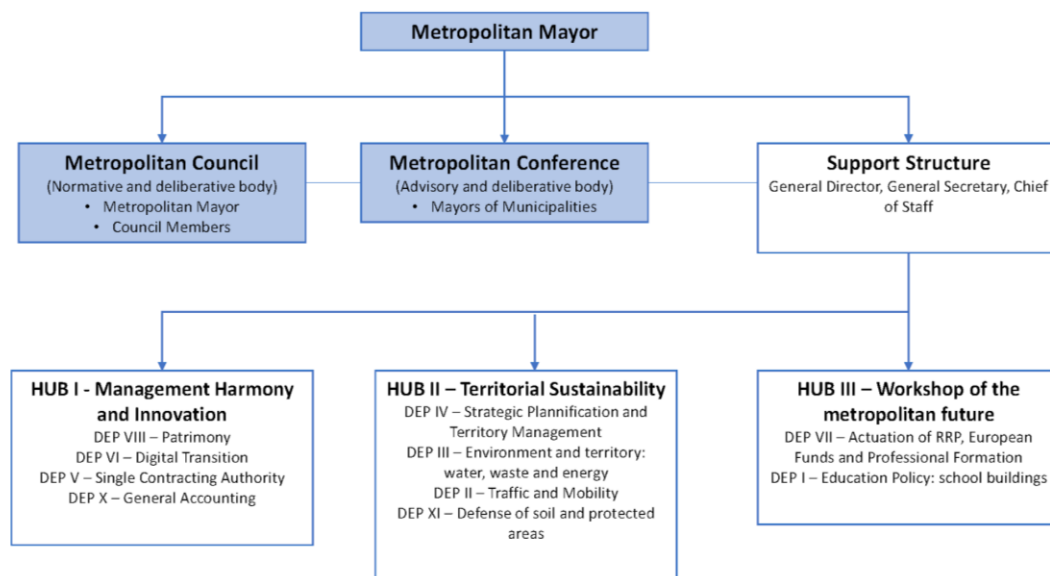 Metropolitan Mayor
Metropolitan Council
(Normative and deliberative body)
• Metropolitan Mayor
• Council Members
Metropolitan Conference
(Advisory and deliberative body)
• Mayors of Municipalities
Support Structure
General Director, General Secretary, Chief
of Staff
HUB I - Management Harmony
and Innovation
DEP VIII – Patrimony
DEP VI – Digital Transition
DEP V – Single Contracting Authority
DEP X – General Accounting
HUB II – Territorial Sustainability
DEP IV – Strategic Plannification and
Territory Management
DEP III – Environment and territory:
water, waste and energy
DEP II – Traffic and Mobility
DEP XI – Defense of soil and protected
areas
HUB III – Workshop of the
metropolitan future
DEP VII – Actuation of RRP, European
Funds and Professional Formation
DEP I – Education Policy: school buildings